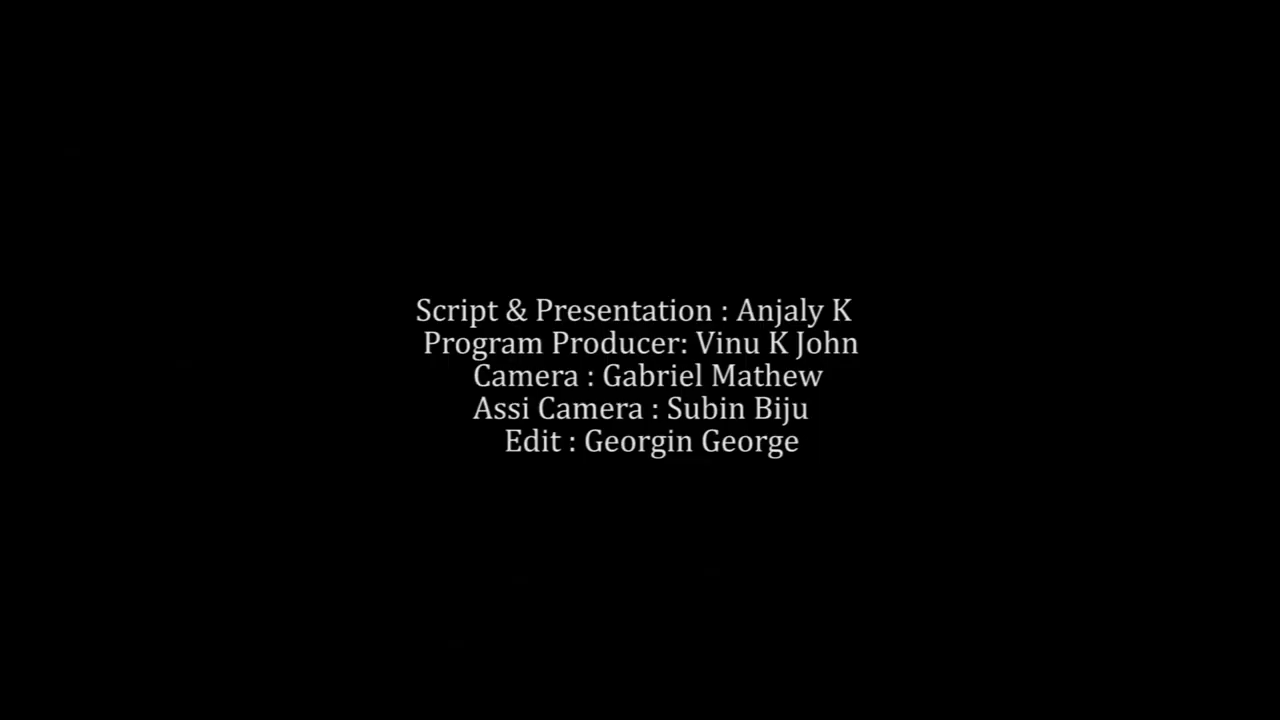 Script & Presentation : Anjaly K
Program Producer: Vinu K John
Camera : Gabriel Mathew
Assi Camera : Subin Biju
Edit : Georgin George